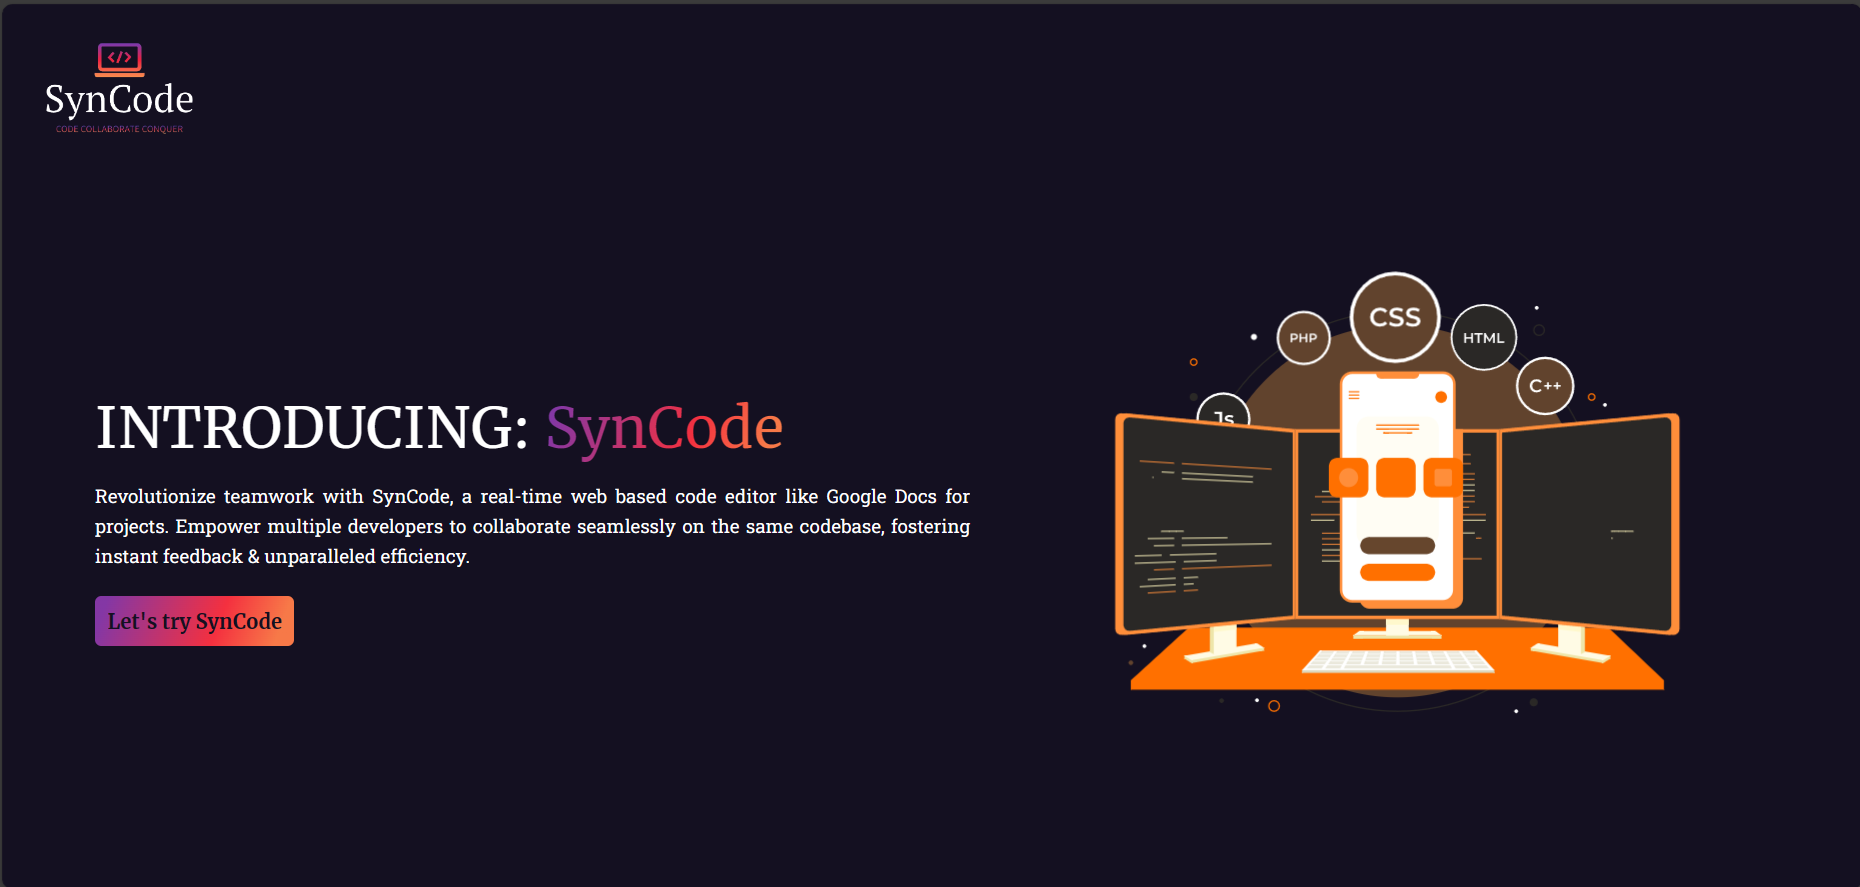 SynCode
CODE COLLABORATE CONQUER
INTRODUCING: SynCode
Revolutionize teamwork with SynCode, a real-time web based code editor like Google Docs for
projects. Empower multiple developers to collaborate seamlessly on the same codebase, fostering
instant feedback & unparalleled efficiency.
Let's try SynCode
CSS
PHP
HTML
C++
Js